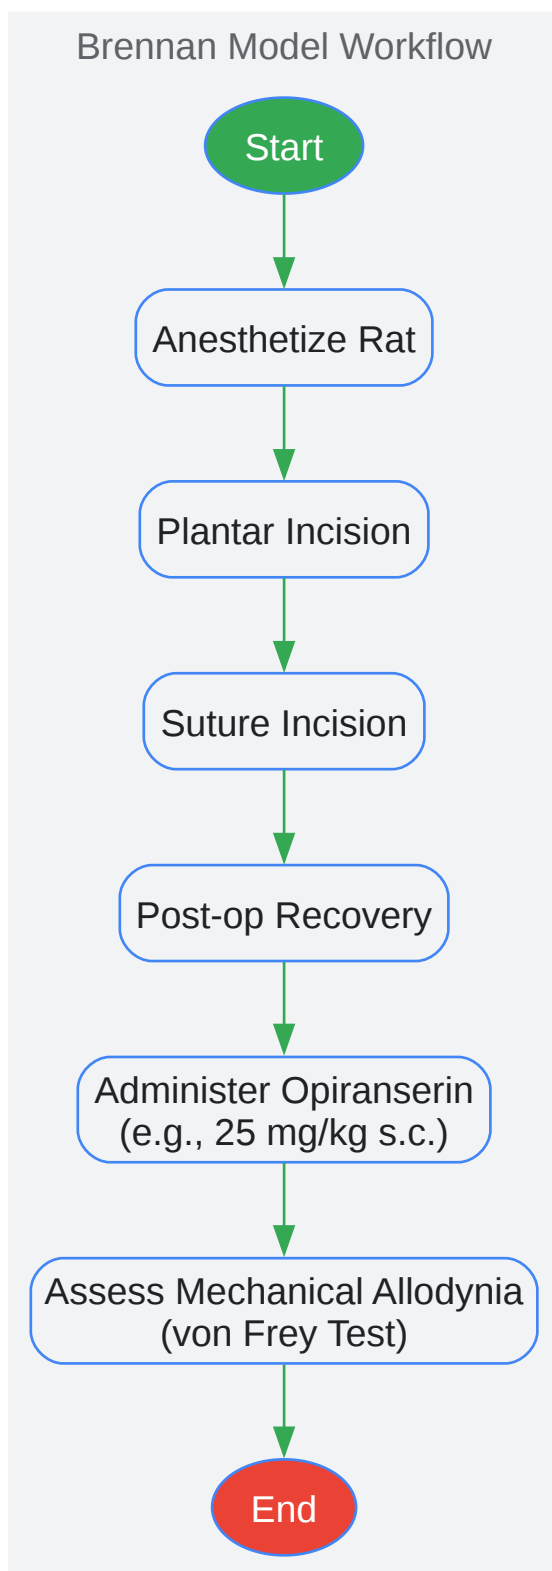 Brennan Model Workflow
Start
Anesthetize Rat
Plantar Incision
Suture Incision
Post-op Recovery
Administer Opiranserin
(e.g., 25 mg/kg s.c.)
Assess Mechanical Allodynia
(von Frey Test)
End